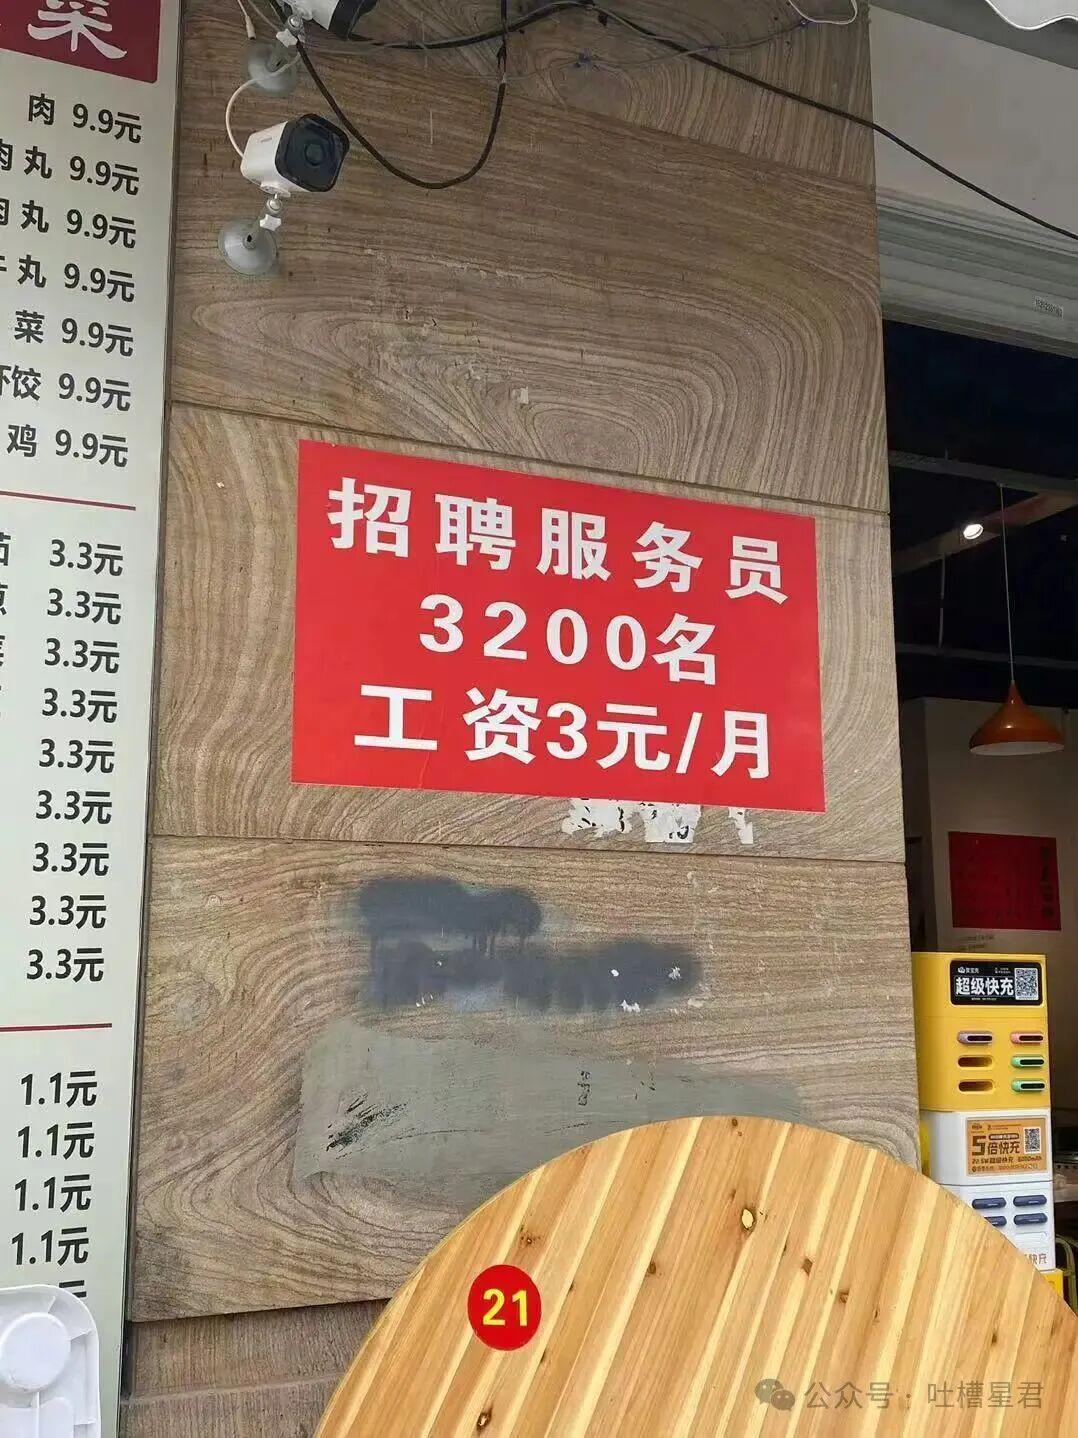 菜
肉 9.9元
肉丸 9.9元
肉丸 9.9元
牛丸 9.9元
菜 9.9元
虾饺 9.9元
鸡 9.9元
3.3元
3.3元
3.3元
3.3元
3.3元
3.3元
3.3元
3.3元
3.3元
1.1元
1.1元
1.1元
1.1元
招聘服务员
3200名
工资3元/月
超级快充
5倍快充
21
公众号·吐槽星君